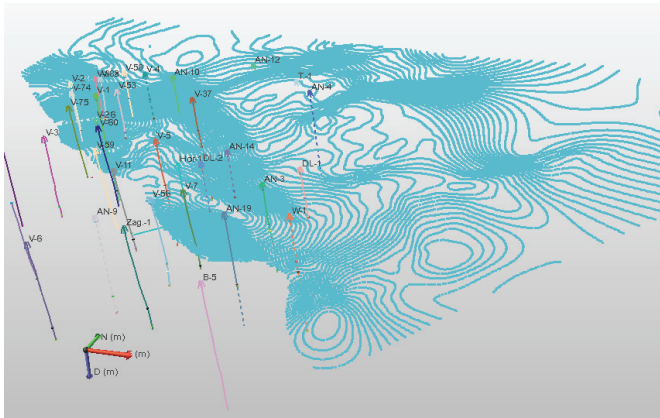 V-53
V-4
AN-12
V-2
AN-10
T-1
V-74
V-53
AN-4
V-1
V-37
V-75
V-26
V-60
V-3
V-5
V-59
AN-14
Hor-1
DL-2
V-11
DL-1
AN-3
V-56
V-7
AN-9
AN-19
W-1
Zag.-1
V-6
B-5
N (m)
E (m)
D (m)